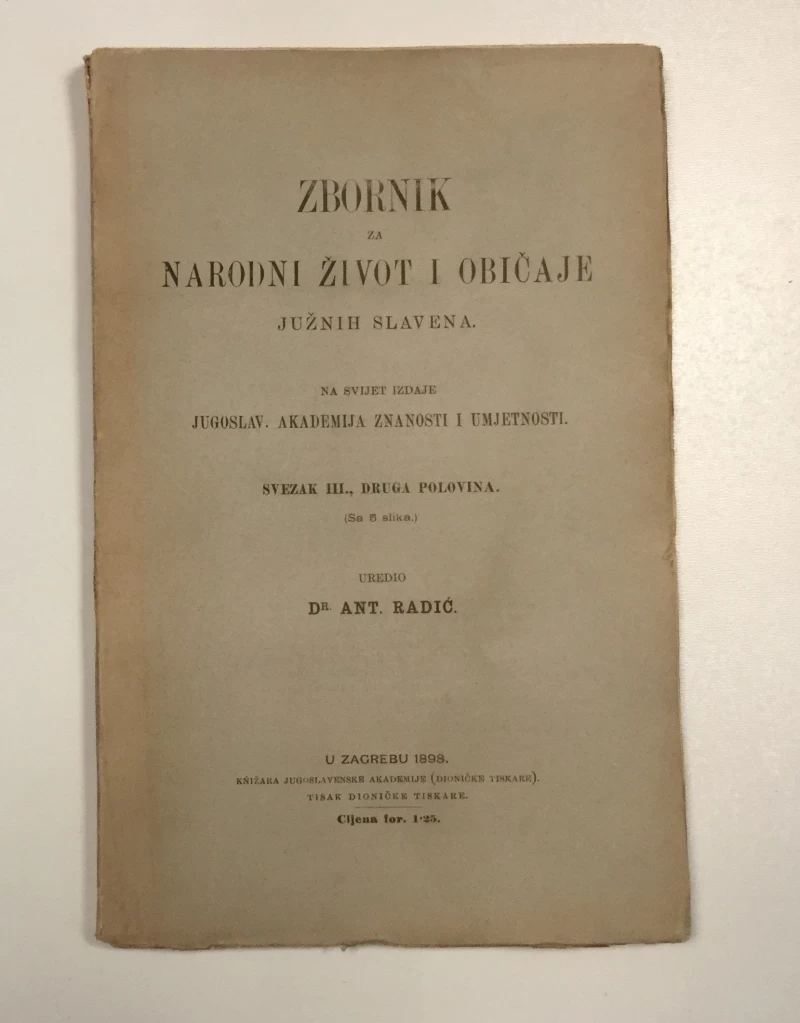 ZBORNIK
ZA
NARODNI ŽIVOT I OBIČAJE
JUŽNIH SLAVENA.
NA SVIJET IZDAJE
JUGOSLAV. AKADEMIJA ZNANOSTI I UMJETNOSTI.
SVEZAK III., DRUGA POLOVINA.
(Sa 5 slika.)
UREDIO
DR. ANT. RADIĆ.
U ZAGREBU 1898.
KŃIŽARA JUGOSLAVENSKE AKADEMIJE (DIONIČKE TISKARE).
TISAK DIONIČKE TISKARE.
Cijena for. 1·25.